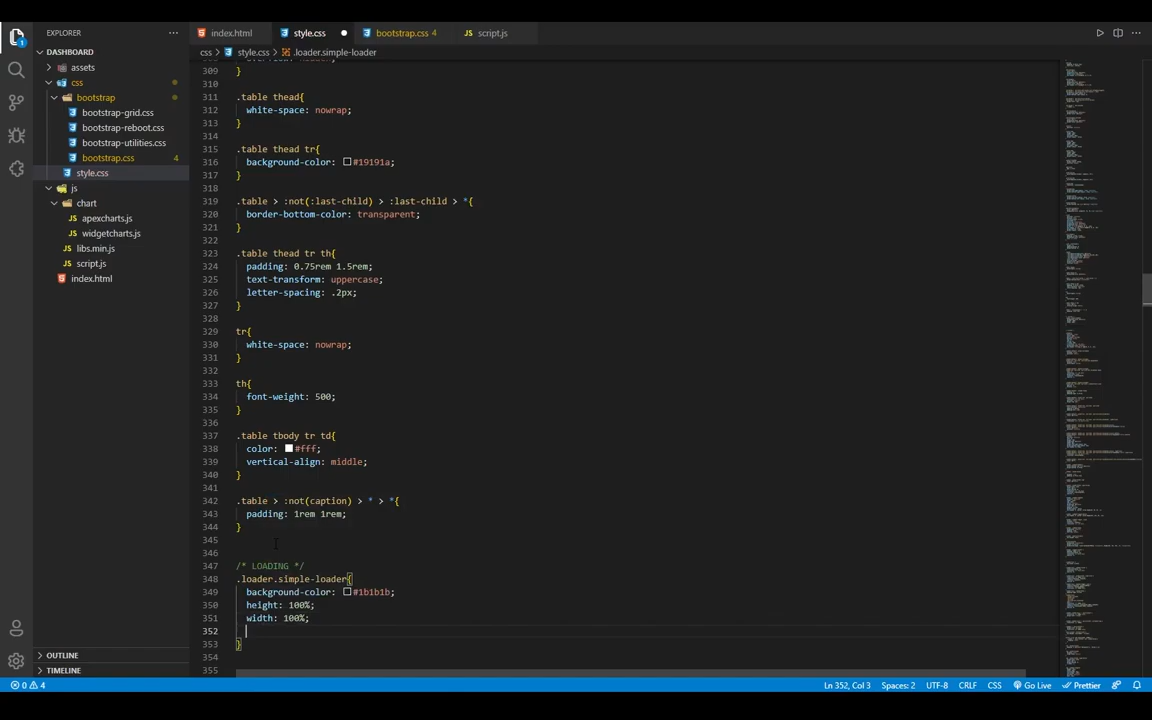 EXPLORER
index.html
style.css
bootstrap.css 4
script.js
DASHBOARD
css > style.css > .loader.simple-loader
assets
css
bootstrap
bootstrap-grid.css
bootstrap-reboot.css
bootstrap-utilities.css
bootstrap.css 4
style.css
js
chart
apexcharts.js
widgetcharts.js
libs.min.js
script.js
index.html
OUTLINE
TIMELINE
309 }
310
311 .table thead{
312 white-space: nowrap;
313 }
314
315 .table thead tr{
316 background-color: #19191a;
317 }
318
319 .table > :not(:last-child) > :last-child > *{
320 border-bottom-color: transparent;
321 }
322
323 .table thead tr th{
324 padding: 0.75rem 1.5rem;
325 text-transform: uppercase;
326 letter-spacing: .2px;
327 }
328
329 tr{
330 white-space: nowrap;
331 }
332
333 th{
334 font-weight: 500;
335 }
336
337 .table tbody tr td{
338 color: #fff;
339 vertical-align: middle;
340 }
341
342 .table > :not(caption) > * > *{
343 padding: 1rem 1rem;
344 }
345
346
347 /* LOADING */
348 .loader.simple-loader{
349 background-color: #1b1b1b;
350 height: 100%;
351 width: 100%;
352
353 }
354
355
0 4
Ln 352, Col 3
Spaces: 2
UTF-8
CRLF
CSS
Go Live
Prettier